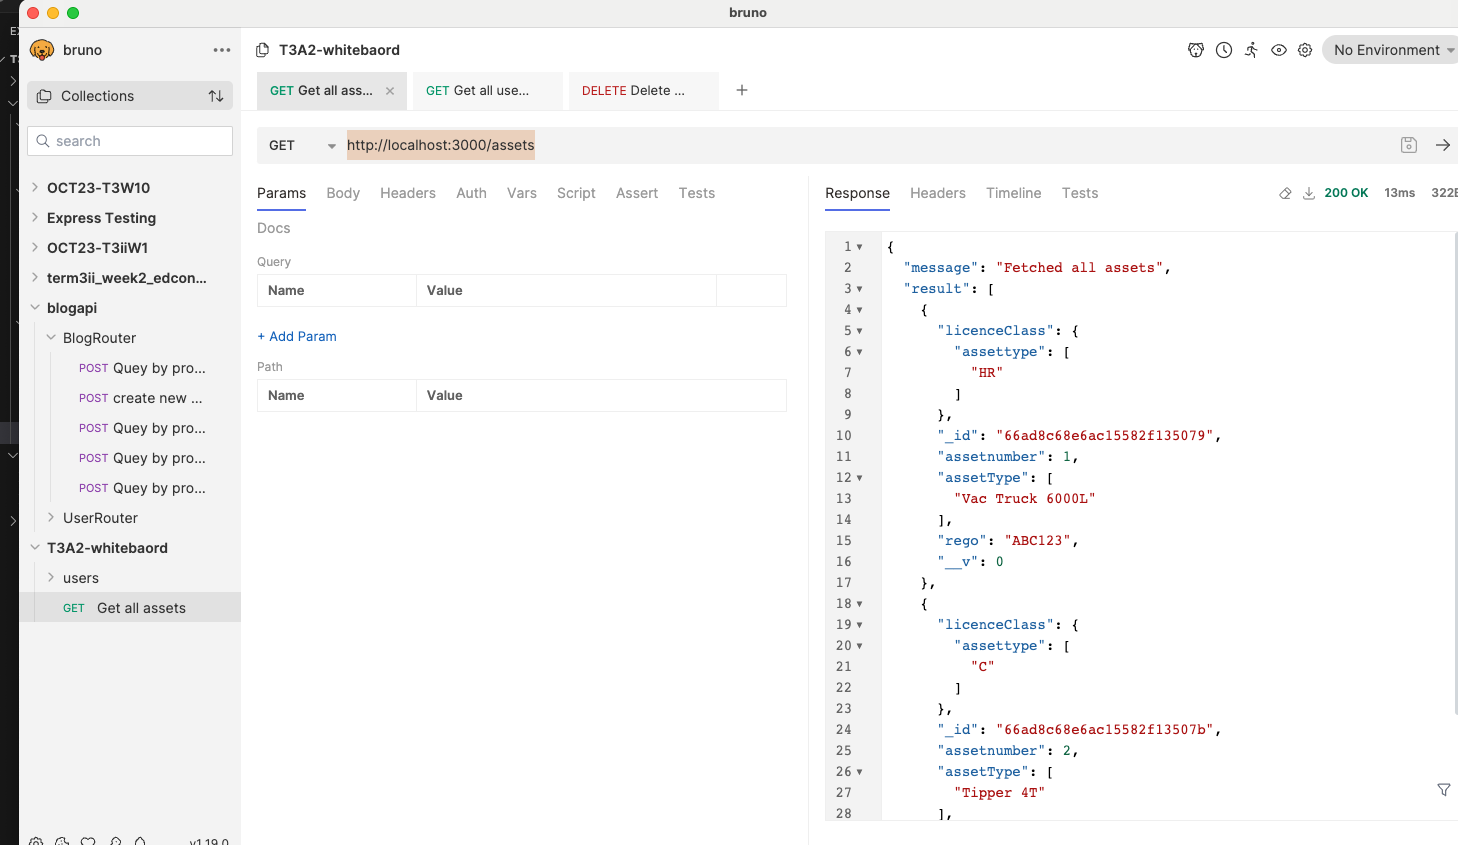 bruno
bruno
T3A2-whitebaord
No Environment
Collections
GET Get all ass...
GET Get all use...
DELETE Delete ...
search
GET
http://localhost:3000/assets
OCT23-T3W10
Express Testing
OCT23-T3iiW1
term3ii_week2_edcon...
blogapi
BlogRouter
POST Quey by pro...
POST create new ...
POST Quey by pro...
POST Quey by pro...
POST Quey by pro...
UserRouter
T3A2-whitebaord
users
GET Get all assets
v1.19.0
Params Body Headers Auth Vars Script Assert Tests
Docs
Query
Name Value
+ Add Param
Path
Name Value
Response Headers Timeline Tests
200 OK 13ms 322B
1 {
2 "message": "Fetched all assets",
3 "result": [
4 {
5 "licenceClass": {
6 "assettype": [
7 "HR"
8 ]
9 },
10 "_id": "66ad8c68e6ac15582f135079",
11 "assetnumber": 1,
12 "assetType": [
13 "Vac Truck 6000L"
14 ],
15 "rego": "ABC123",
16 "__v": 0
17 },
18 {
19 "licenceClass": {
20 "assettype": [
21 "C"
22 ]
23 },
24 "_id": "66ad8c68e6ac15582f13507b",
25 "assetnumber": 2,
26 "assetType": [
27 "Tipper 4T"
28 ],